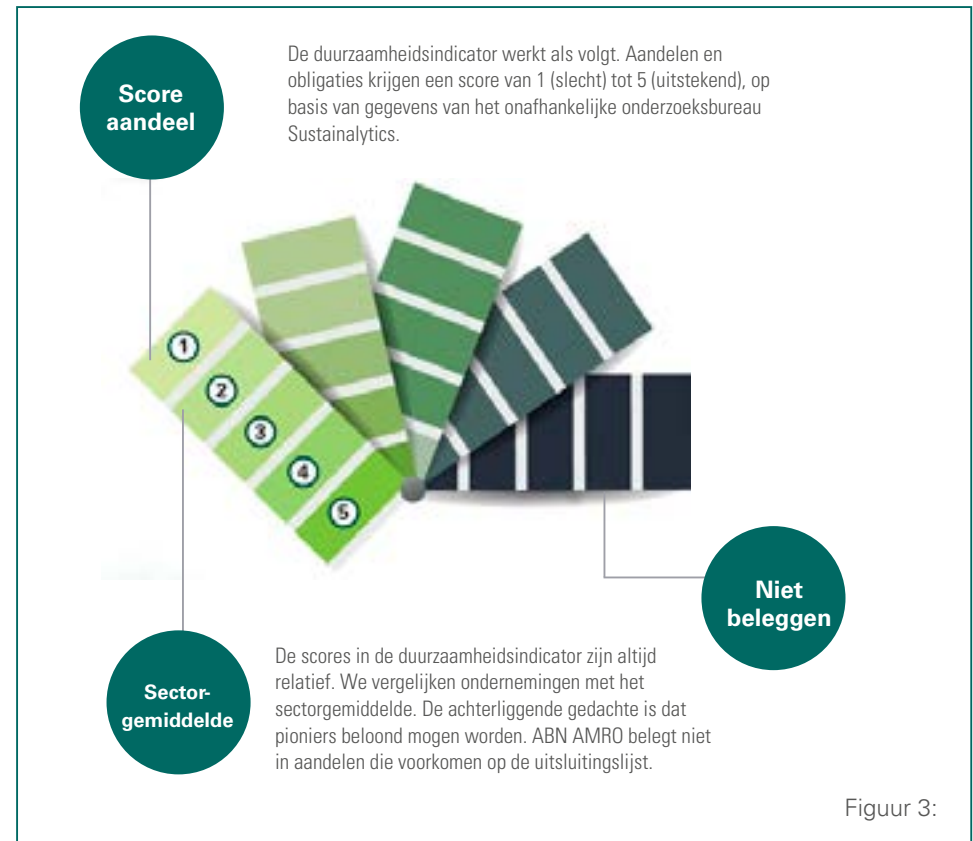 Score
aandeel
De duurzaamheidsindicator werkt als volgt. Aandelen en
obligaties krijgen een score van 1 (slecht) tot 5 (uitstekend), op
basis van gegevens van het onafhankelijke onderzoeksbureau
Sustainalytics.
1
2
3
4
5
Niet
beleggen
Sector-
gemiddelde
De scores in de duurzaamheidsindicator zijn altijd
relatief. We vergelijken ondernemingen met het
sectorgemiddelde. De achterliggende gedachte is dat
pioniers beloond mogen worden. ABN AMRO belegt niet
in aandelen die voorkomen op de uitsluitingslijst.
Figuur 3: